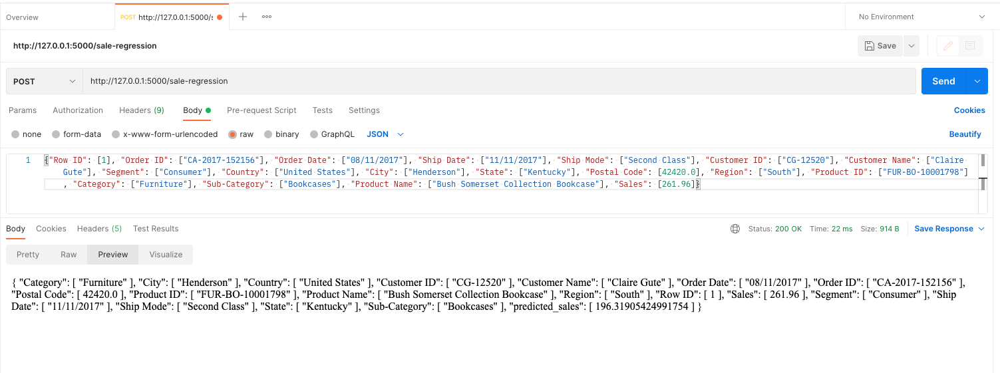 Overview
POST http://127.0.0.1:5000/s
No Environment
http://127.0.0.1:5000/sale-regression
Save
POST http://127.0.0.1:5000/sale-regression Send
Params Authorization Headers (9) Body Pre-request Script Tests Settings Cookies
none form-data x-www-form-urlencoded raw binary GraphQL JSON Beautify
1 {"Row ID": [1], "Order ID": ["CA-2017-152156"], "Order Date": ["08/11/2017"], "Ship Date": ["11/11/2017"], "Ship Mode": ["Second Class"], "Customer ID": ["CG-12520"], "Customer Name": ["Claire
Gute"], "Segment": ["Consumer"], "Country": ["United States"], "City": ["Henderson"], "State": ["Kentucky"], "Postal Code": [42420.0], "Region": ["South"], "Product ID": ["FUR-BO-10001798"]
, "Category": ["Furniture"], "Sub-Category": ["Bookcases"], "Product Name": ["Bush Somerset Collection Bookcase"], "Sales": [261.96]}
Body Cookies Headers (5) Test Results Status: 200 OK Time: 22 ms Size: 914 B Save Response
Pretty Raw Preview Visualize
{ "Category": [ "Furniture" ], "City": [ "Henderson" ], "Country": [ "United States" ], "Customer ID": [ "CG-12520" ], "Customer Name": [ "Claire Gute" ], "Order Date": [ "08/11/2017" ], "Order ID": [ "CA-2017-152156" ],
"Postal Code": [ 42420.0 ], "Product ID": [ "FUR-BO-10001798" ], "Product Name": [ "Bush Somerset Collection Bookcase" ], "Region": [ "South" ], "Row ID": [ 1 ], "Sales": [ 261.96 ], "Segment": [ "Consumer" ], "Ship
Date": [ "11/11/2017" ], "Ship Mode": [ "Second Class" ], "State": [ "Kentucky" ], "Sub-Category": [ "Bookcases" ], "predicted_sales": [ 196.31905424991754 ] }